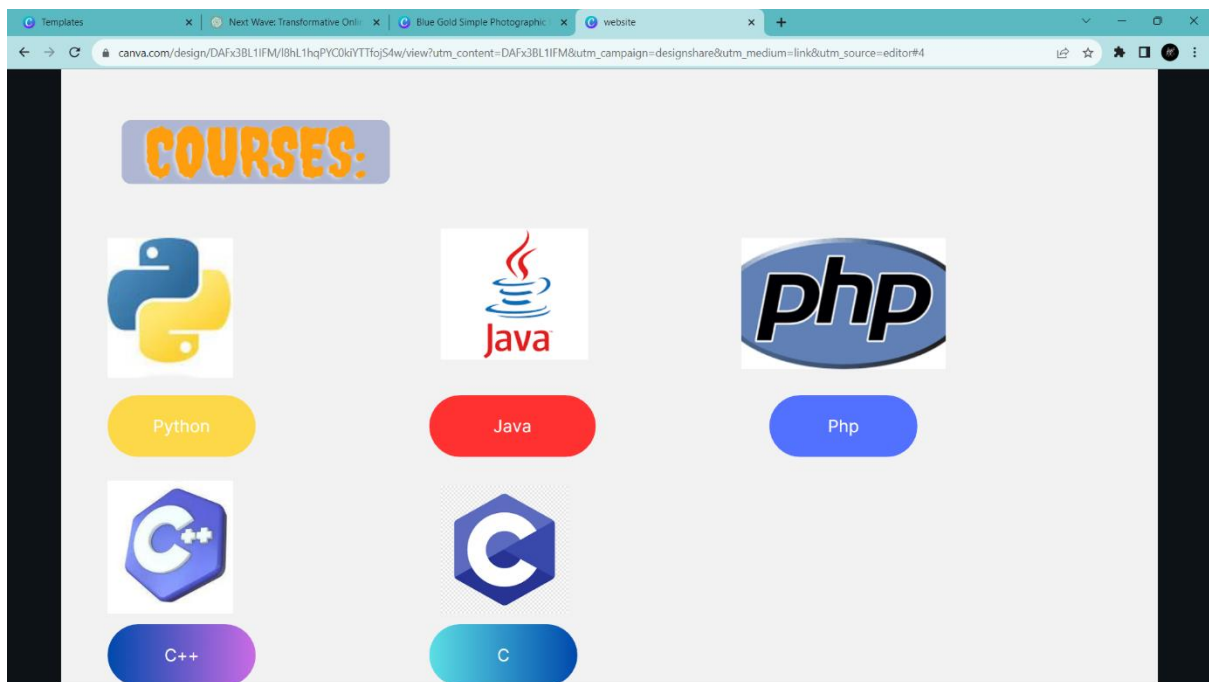 Templates
Next Wave: Transformative Onli
Blue Gold Simple Photographic
website
canva.com/design/DAFx3BL1IFM/l8hL1hqPYC0kiYTTfojS4w/view?utm_content=DAFx3BL1IFM&utm_campaign=designshare&utm_medium=link&utm_source=editor#4
COURSES:
Java
php
Python
Java
Php
C++
C
C++
C